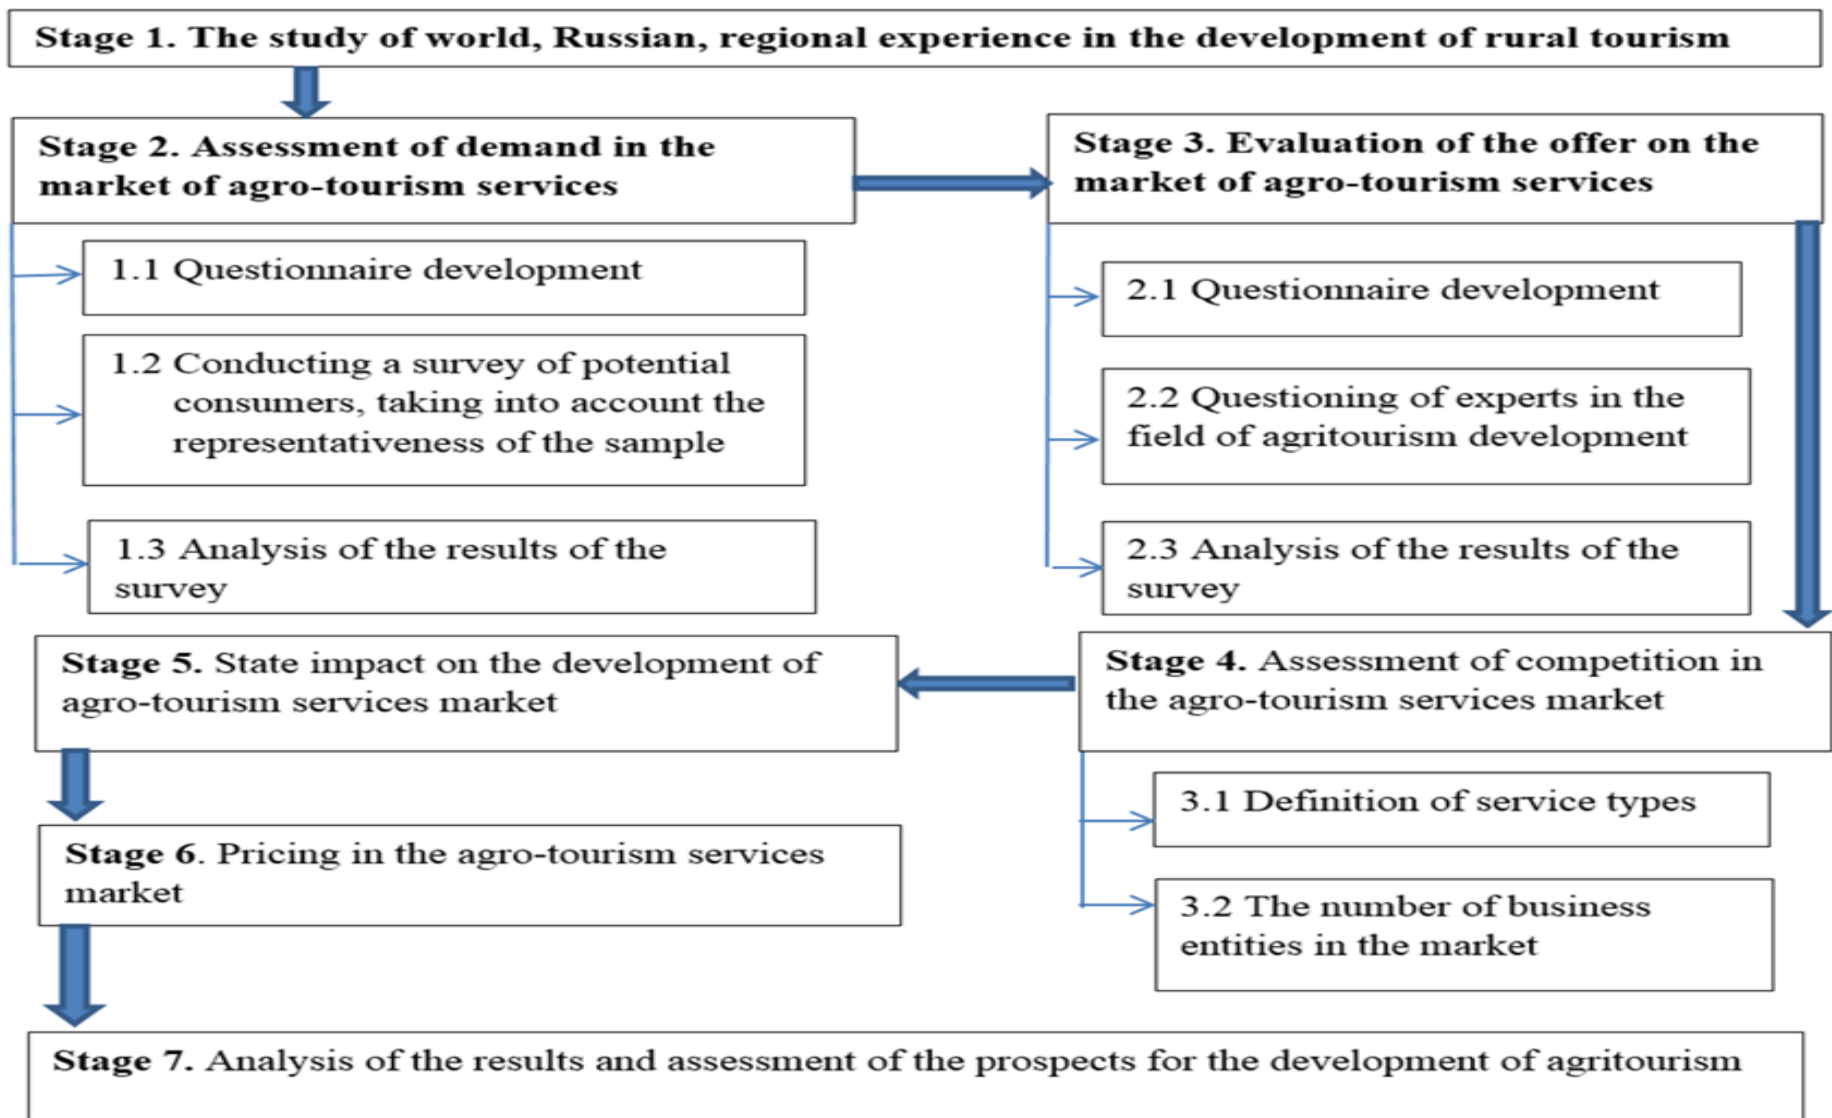 Stage 1. The study of world, Russian, regional experience in the development of rural tourism
Stage 2. Assessment of demand in the
market of agro-tourism services
1.1 Questionnaire development
1.2 Conducting a survey of potential
consumers, taking into account the
representativeness of the sample
1.3 Analysis of the results of the
survey
Stage 3. Evaluation of the offer on the
market of agro-tourism services
2.1 Questionnaire development
2.2 Questioning of experts in the
field of agritourism development
2.3 Analysis of the results of the
survey
Stage 4. Assessment of competition in
the agro-tourism services market
3.1 Definition of service types
3.2 The number of business
entities in the market
Stage 5. State impact on the development of
agro-tourism services market
Stage 6. Pricing in the agro-tourism services
market
Stage 7. Analysis of the results and assessment of the prospects for the development of agritourism